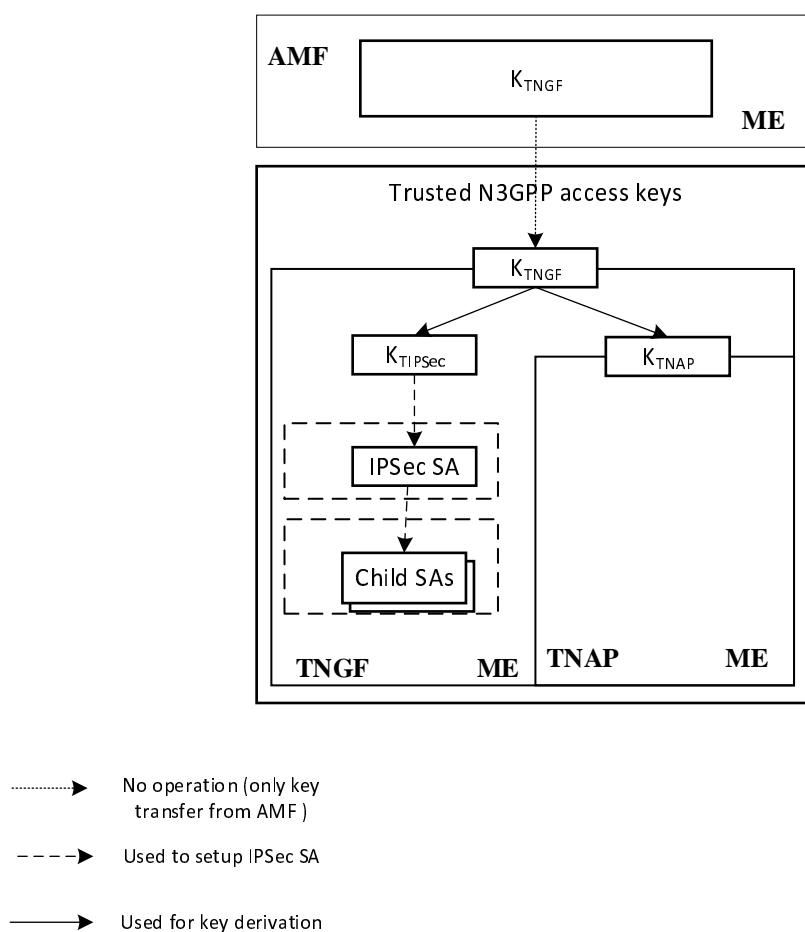 AMF
KTNGF
ME
Trusted N3GPP access keys
KTNGF
KTIPSec
KTNAP
IPSec SA
Child SAs
TNGF
ME
TNAP
ME
No operation (only key
transfer from AMF )
Used to setup IPSec SA
Used for key derivation